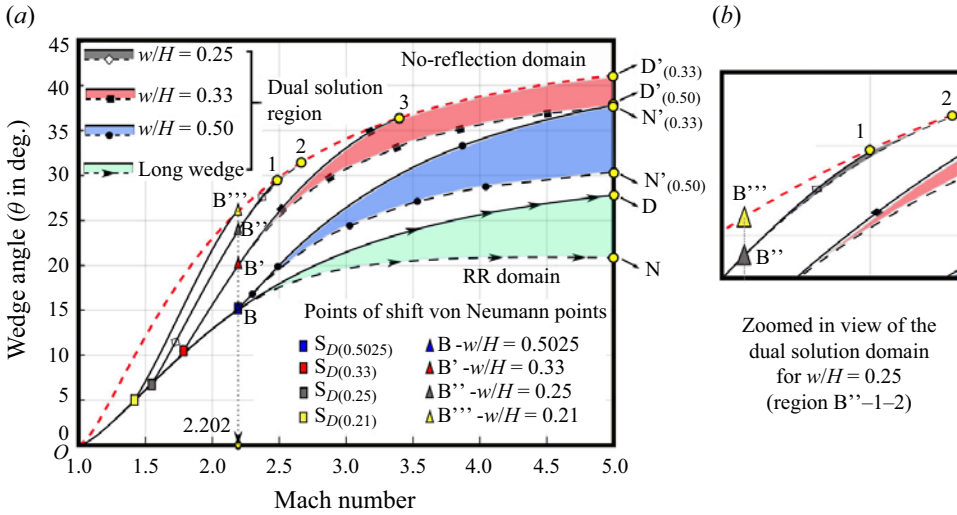 (a)
(b)
w/H = 0.25
w/H = 0.33
w/H = 0.50
Long wedge
Dual solution
region
No-reflection domain
RR domain
1
2
3
B'''
B''
B'
B
D'(0.33)
D'(0.50)
N'(0.33)
N'(0.50)
D
N
Points of shift von Neumann points
S_D(0.5025)
S_D(0.33)
S_D(0.25)
S_D(0.21)
B -w/H = 0.5025
B' -w/H = 0.33
B'' -w/H = 0.25
B''' -w/H = 0.21
2.202
45
40
35
30
25
20
15
10
5
0
O
1.0 1.5 2.0 2.5 3.0 3.5 4.0 4.5 5.0
Mach number
Wedge angle (θ in deg.)
1
2
B'''
B''
Zoomed in view of the
dual solution domain
for w/H = 0.25
(region B''–1–2)